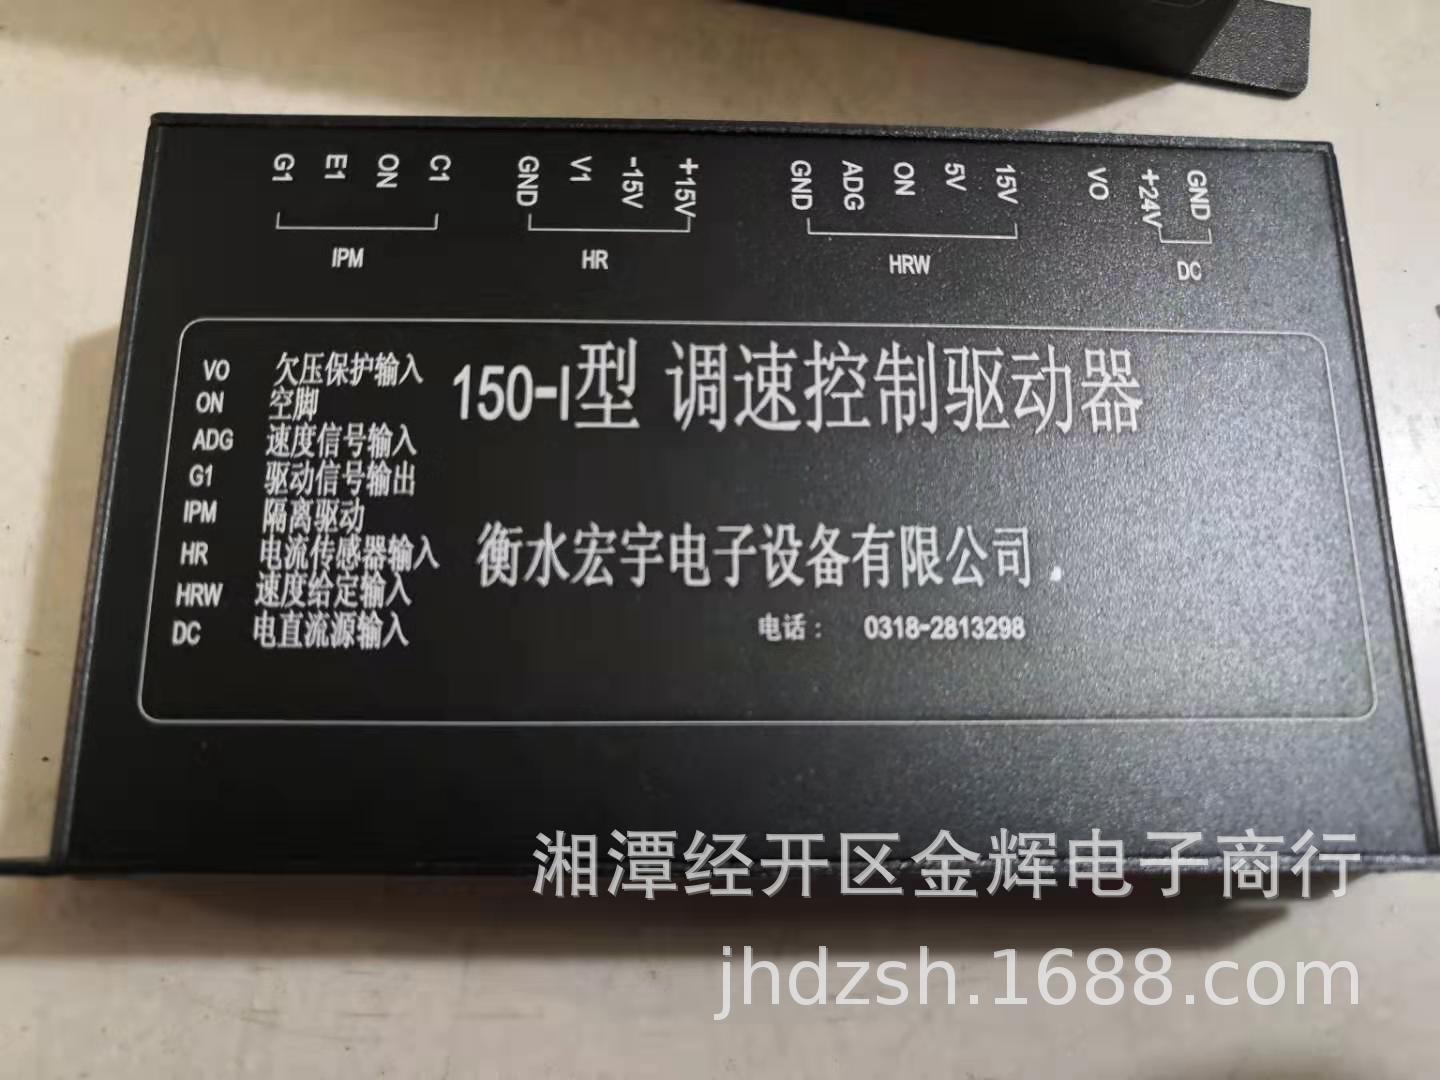 G1 E1 ON C1 GND V1 -15V +15V GND ADG ON 5V 15V VO +24V GND
IPM HR HRW DC
150-I型 调速控制驱动器
VO 欠压保护输入
ON 空脚
ADG 速度信号输入
G1 驱动信号输出
IPM 隔离驱动
HR 电流传感器输入
HRW 速度给定输入
DC 电直流源输入
衡水宏宇电子设备有限公司
电话： 0318-2813298
湘潭经开区金辉电子商行
jhdzsh.1688.com